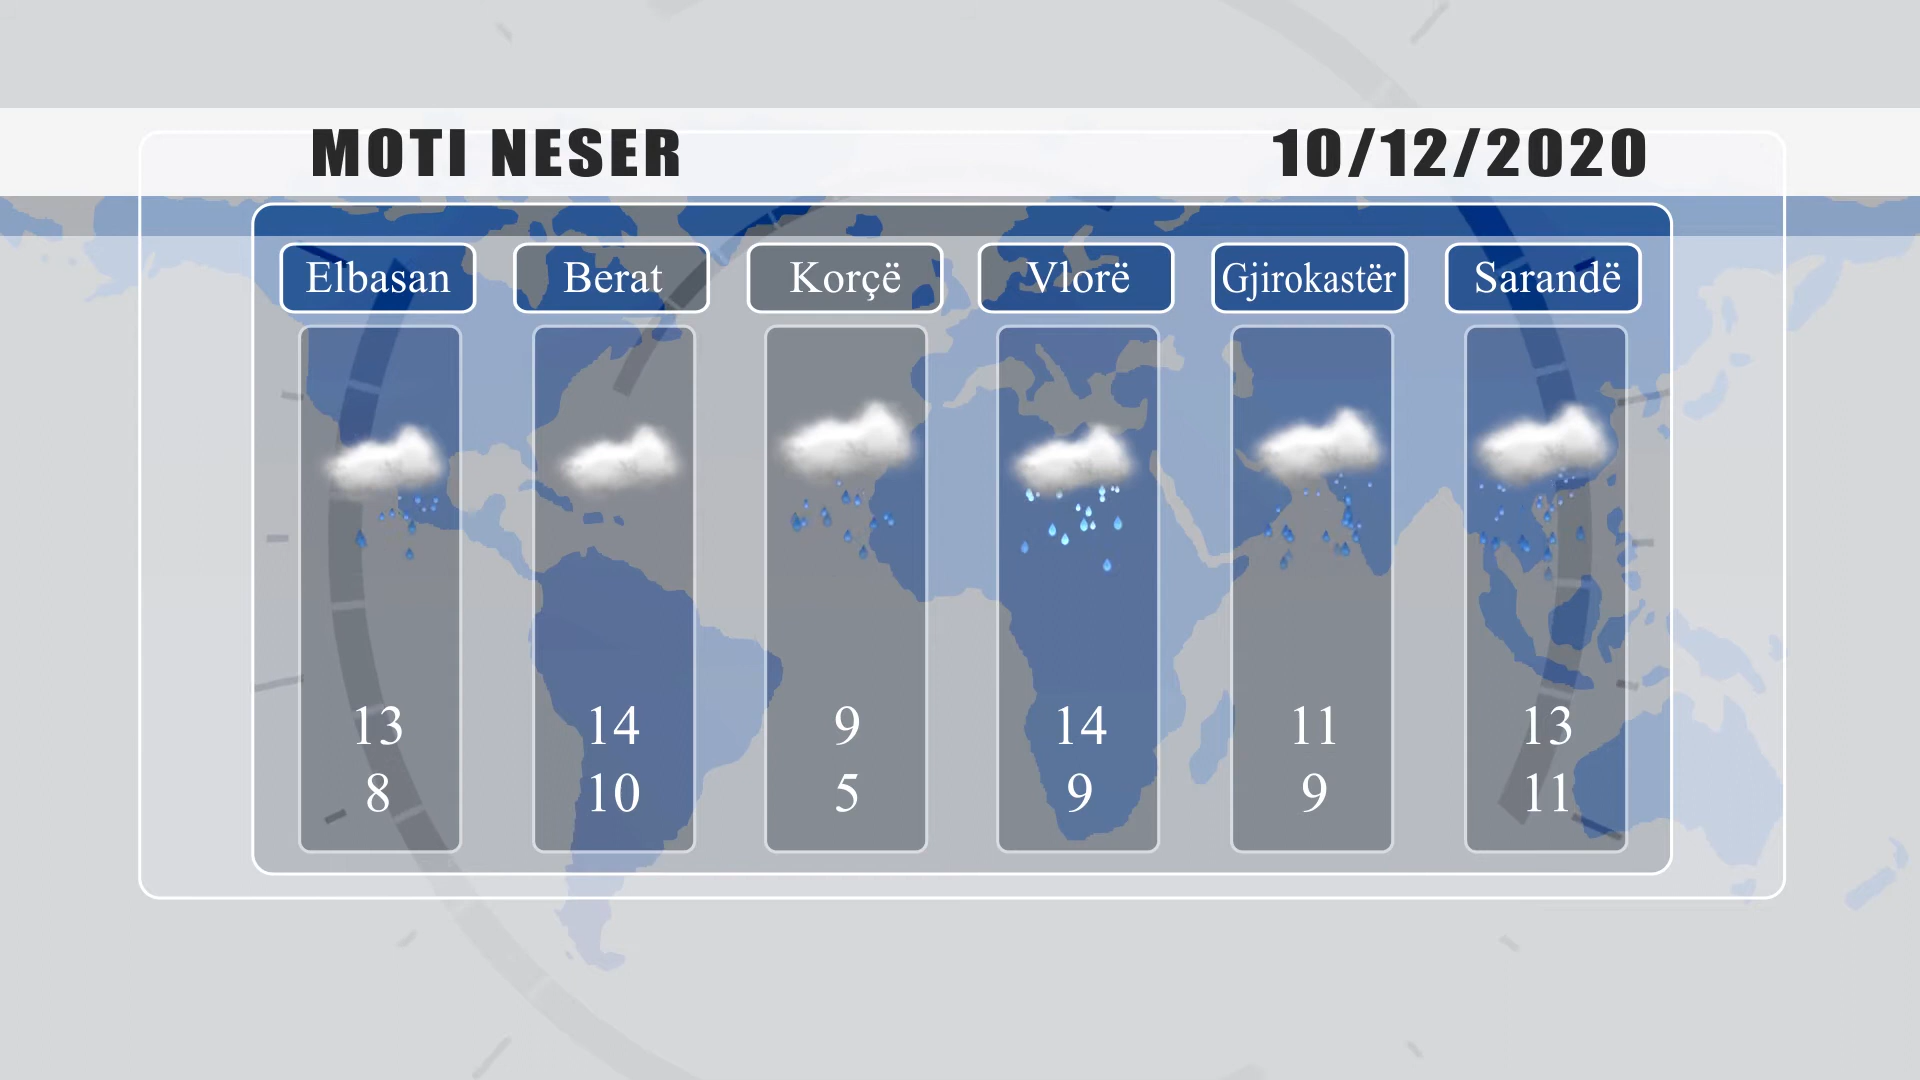 MOTI NESER 10/12/2020
Elbasan Berat Korçë Vlorë Gjirokastër Sarandë
13 14 9 14 11 13
8 10 5 9 9 11